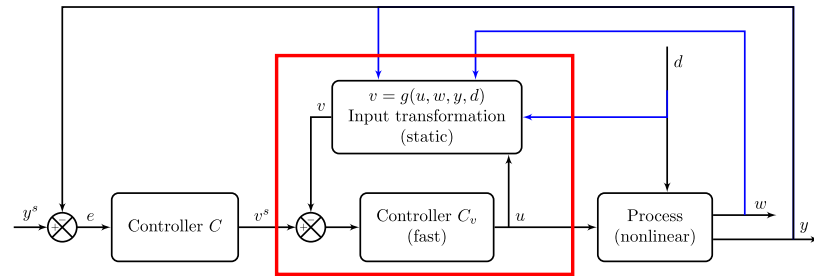 v = g(u, w, y, d)
Input transformation
(static)
d
v
y^s
+
−
e
Controller C
v^s
+
−
Controller C_v
(fast)
u
Process
(nonlinear)
w
y